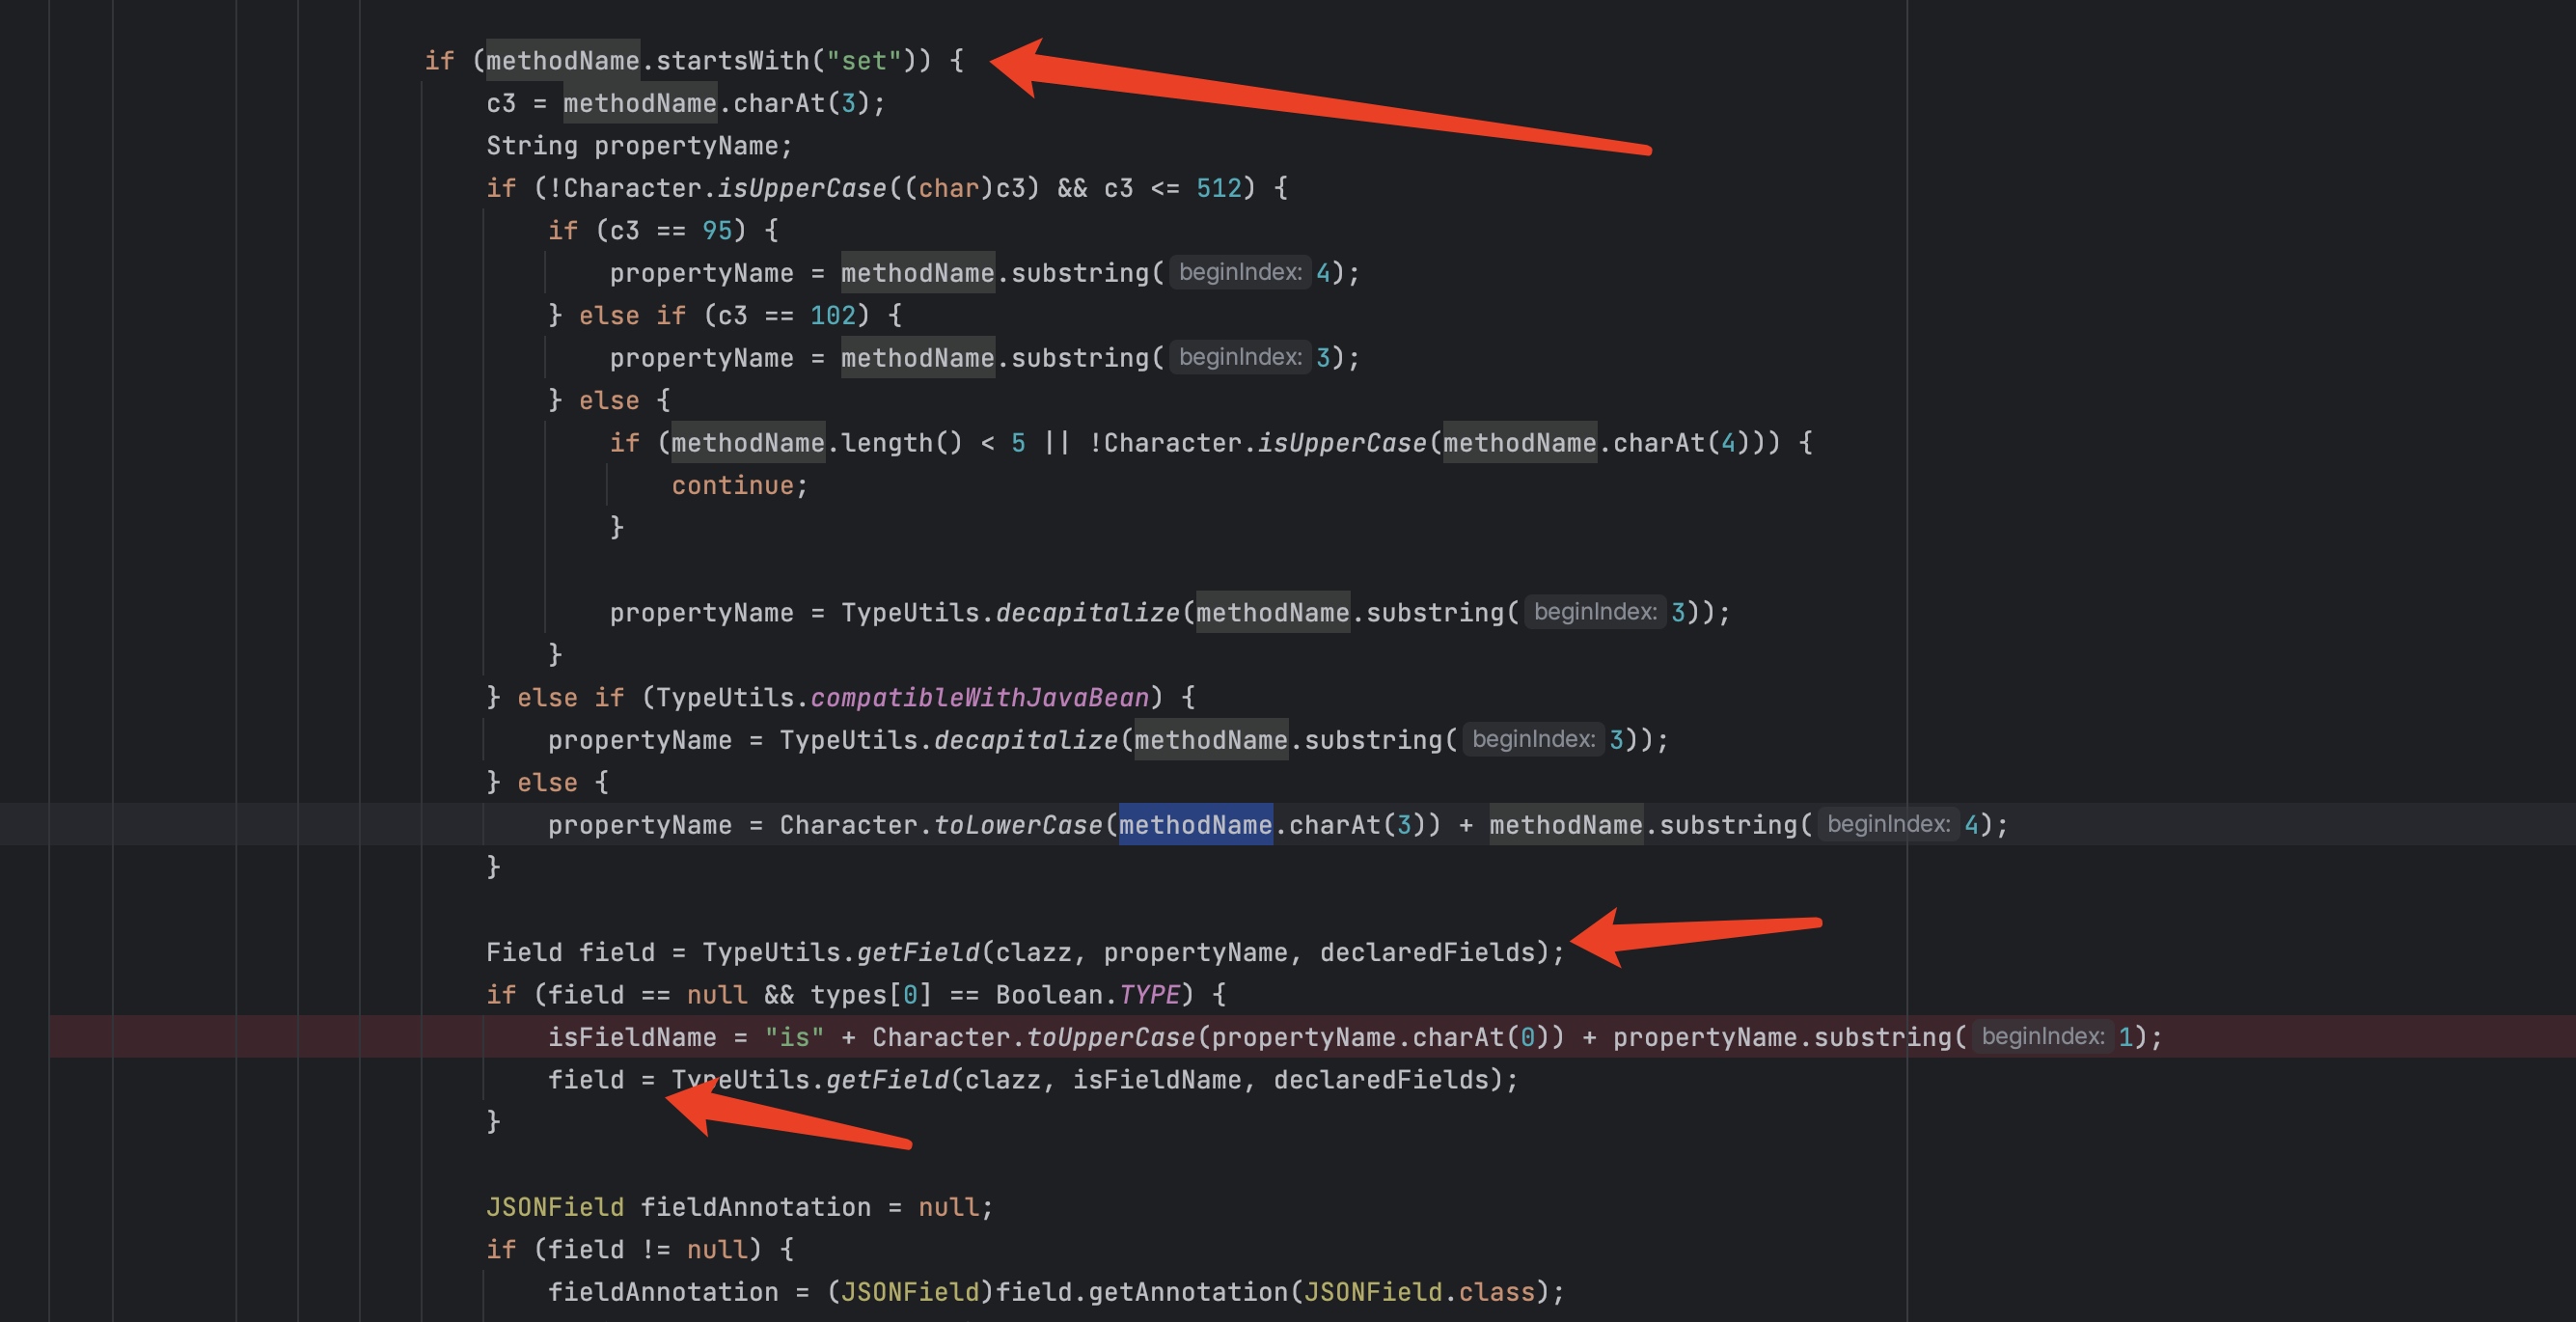 if (methodName.startsWith("set")) {
c3 = methodName.charAt(3);
String propertyName;
if (!Character.isUpperCase((char)c3) && c3 <= 512) {
if (c3 == 95) {
propertyName = methodName.substring( beginIndex: 4);
} else if (c3 == 102) {
propertyName = methodName.substring( beginIndex: 3);
} else {
if (methodName.length() < 5 || !Character.isUpperCase(methodName.charAt(4))) {
continue;
}
propertyName = TypeUtils.decapitalize(methodName.substring( beginIndex: 3));
}
} else if (TypeUtils.compatibleWithJavaBean) {
propertyName = TypeUtils.decapitalize(methodName.substring( beginIndex: 3));
} else {
propertyName = Character.toLowerCase(methodName.charAt(3)) + methodName.substring( beginIndex: 4);
}
Field field = TypeUtils.getField(clazz, propertyName, declaredFields);
if (field == null && types[0] == Boolean.TYPE) {
isFieldName = "is" + Character.toUpperCase(propertyName.charAt(0)) + propertyName.substring( beginIndex: 1);
field = TypeUtils.getField(clazz, isFieldName, declaredFields);
}
JSONField fieldAnnotation = null;
if (field != null) {
fieldAnnotation = (JSONField)field.getAnnotation(JSONField.class);